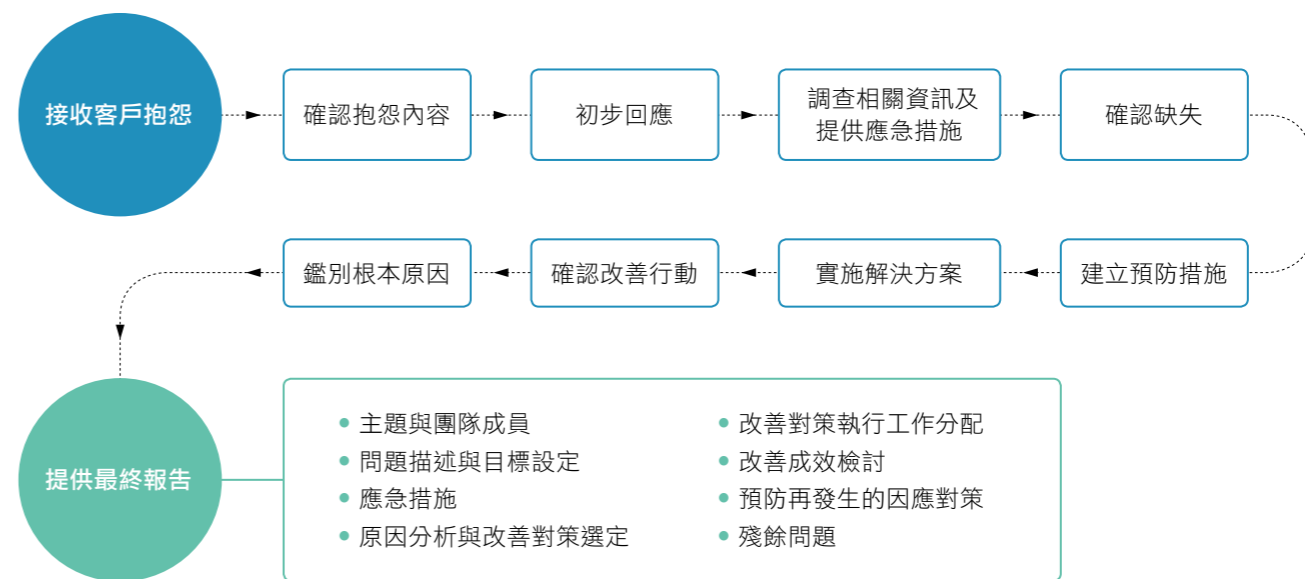 接收客戶抱怨
確認抱怨內容
初步回應
調查相關資訊及
提供應急措施
確認缺失
鑑別根本原因
確認改善行動
實施解決方案
建立預防措施
提供最終報告
主題與團隊成員
問題描述與目標設定
應急措施
原因分析與改善對策選定
改善對策執行工作分配
改善成效檢討
預防再發生的因應對策
殘餘問題